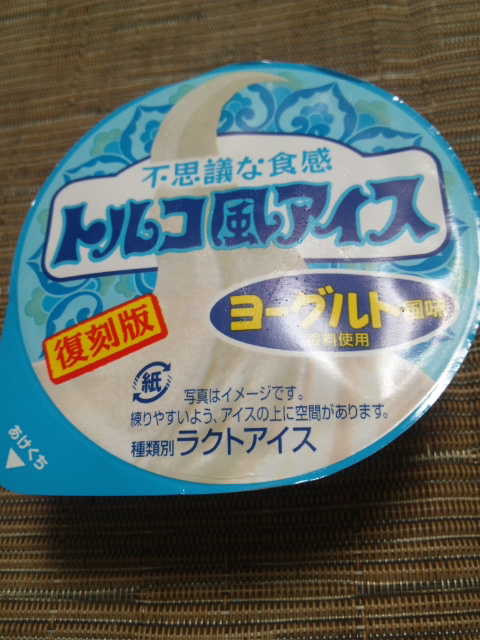 不思議な食感
トルコ風アイス
ヨーグルト風味
香料使用
復刻版
紙
写真はイメージです。
練りやすいよう、アイスの上に空間があります。
種類別 ラクトアイス
あけくち